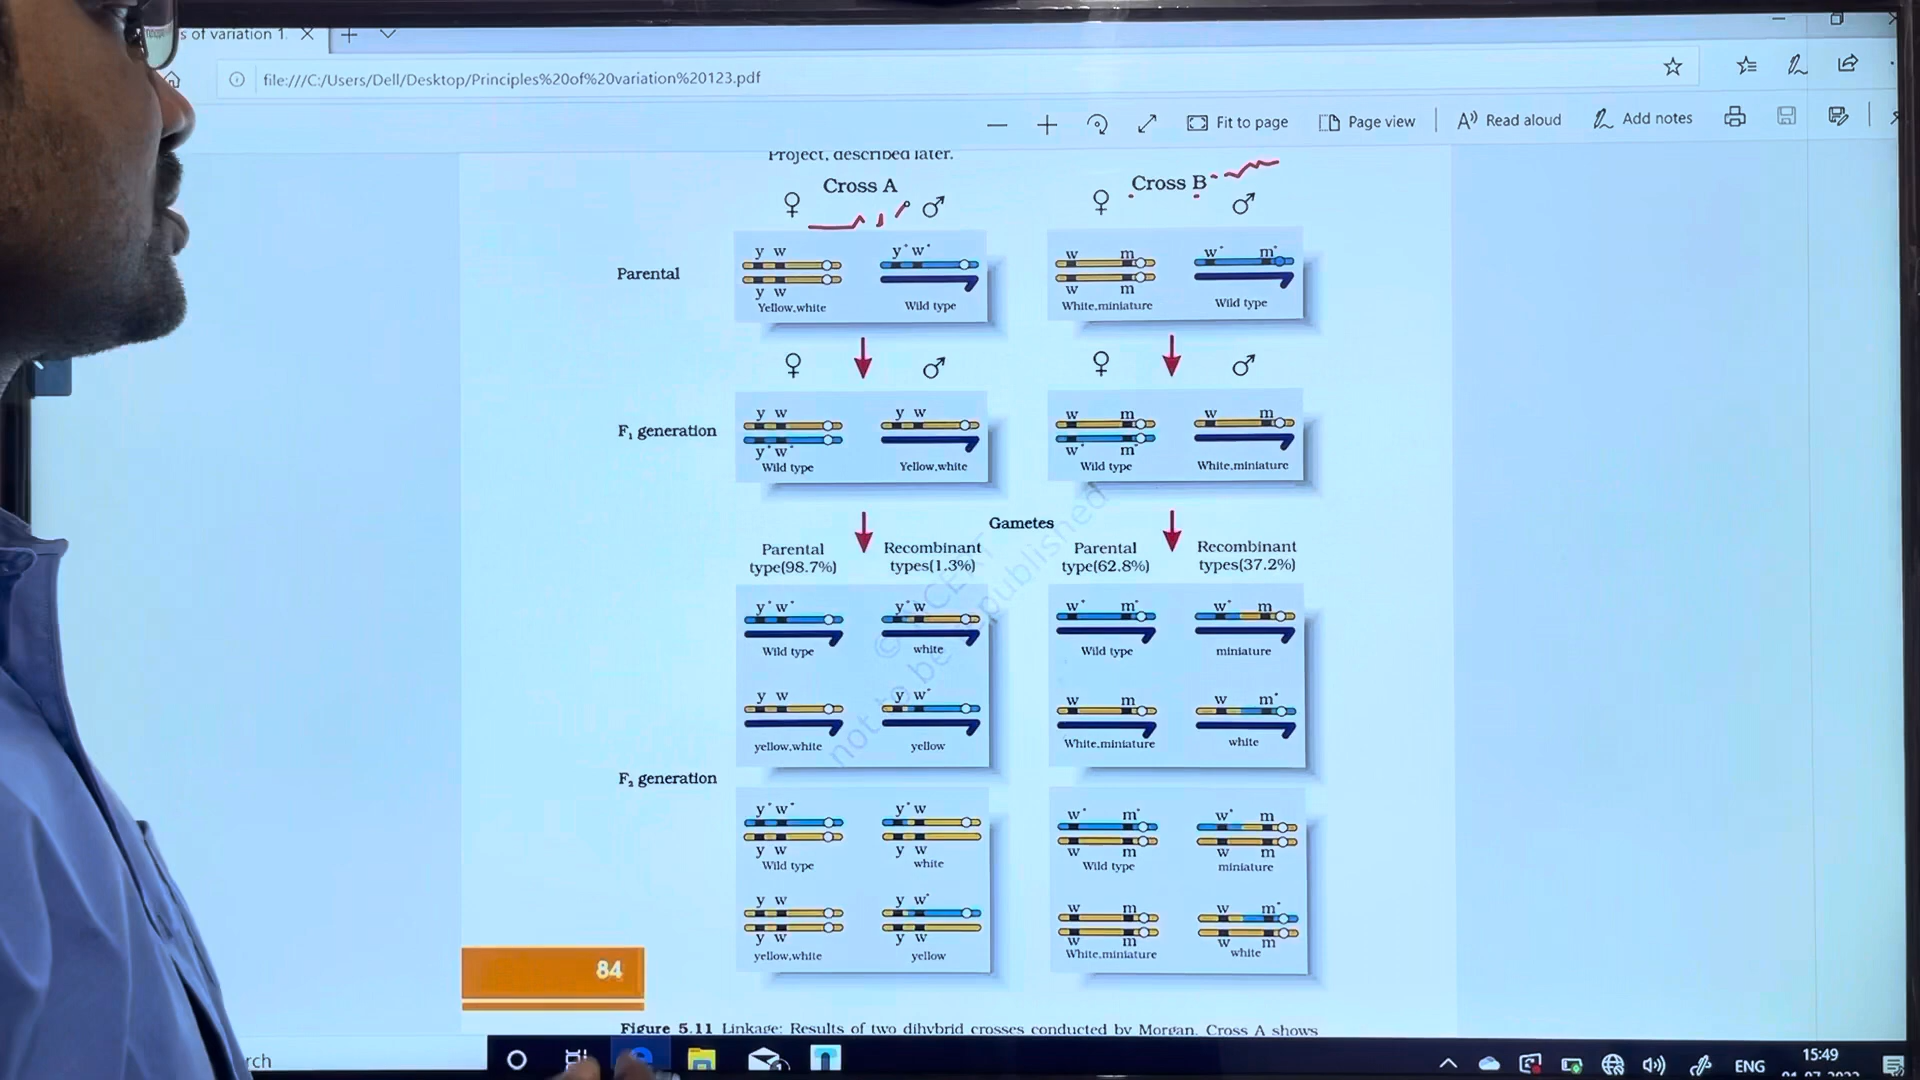 s of variation 1.
file:///C:/Users/Dell/Desktop/Principles%20of%20variation%20123.pdf
Fit to page
Page view
Read aloud
Add notes
Project, described later.
Cross A
Cross B
♀ ♂ ♀ ♂
Parental
y w y⁺w⁺ w m w⁺ m⁺
y w w m
Yellow,white Wild type White,miniature Wild type
♀ ♂ ♀ ♂
F₁ generation
y w y w w m w m
y⁺w⁺ w⁺ m⁺
Wild type Yellow,white Wild type White,miniature
Gametes
Parental Recombinant Parental Recombinant
type(98.7%) types(1.3%) type(62.8%) types(37.2%)
y⁺w⁺ y⁺w w⁺ m⁺ w⁺ m
Wild type white Wild type miniature
y w y w⁺ w m w m⁺
yellow,white yellow White,miniature white
F₂ generation
y⁺w⁺ y⁺w w⁺ m⁺ w⁺ m
y w y w w m w m
Wild type white Wild type miniature
y w y w⁺ w m w m⁺
y w y w w m w m
yellow,white yellow White,miniature white
© NCERT
not to be republished
84
Figure 5.11 Linkage: Results of two dihybrid crosses conducted by Morgan. Cross A shows
rch
ENG
15:49